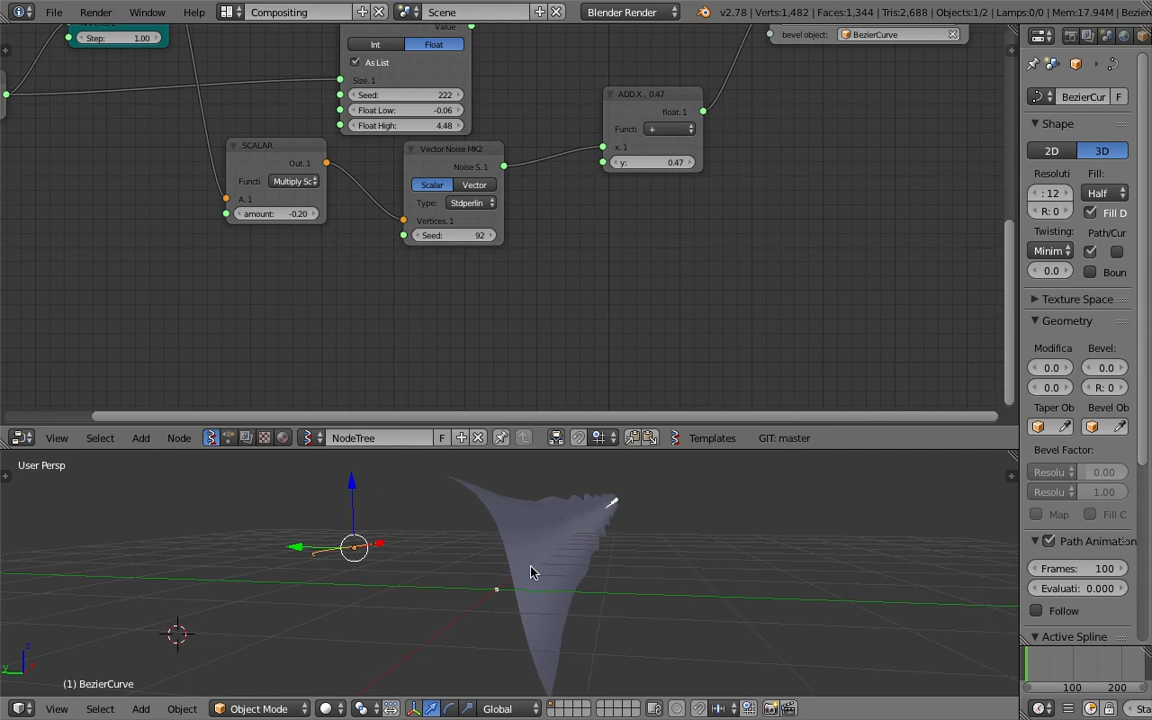 File Render Window Help Compositing F Scene Blender Render v2.78 | Verts:1,482 | Faces:1,344 | Tris:2,688 | Objects:1/2 | Lamps:0/0 | Mem:17.94M | Bezier
Step: 1.00
Int Float
As List
Size. 1
Seed: 222
Float Low: -0.06
Float High: 4.48
SCALAR
Out. 1
Functi Multiply Sc
A. 1
amount: -0.20
Vector Noise MK2
Noise S. 1
Scalar Vector
Type: Stdperlin
Vertices. 1
Seed: 92
ADD X , 0.47
float. 1
Functi +
x. 1
y: 0.47
bevel object: BezierCurve
View Select Add Node NodeTree F Templates GIT: master
User Persp
(1) BezierCurve
View Select Add Object Object Mode Global
BezierCur F
Shape
2D 3D
Resoluti Fill:
: 12 Half
R: 0 Fill D
Twisting: Path/Cur
Minim
0.0 Boun
Texture Space
Geometry
Modifica Bevel:
0.0 0.0
0.0 R: 0
Taper Ob Bevel Ob
Bevel Factor:
Resolu 0.00
Resolu 1.00
Map Fill C
Path Animation
Frames: 100
Evaluati: 0.000
Follow
Active Spline
100 200
Sta